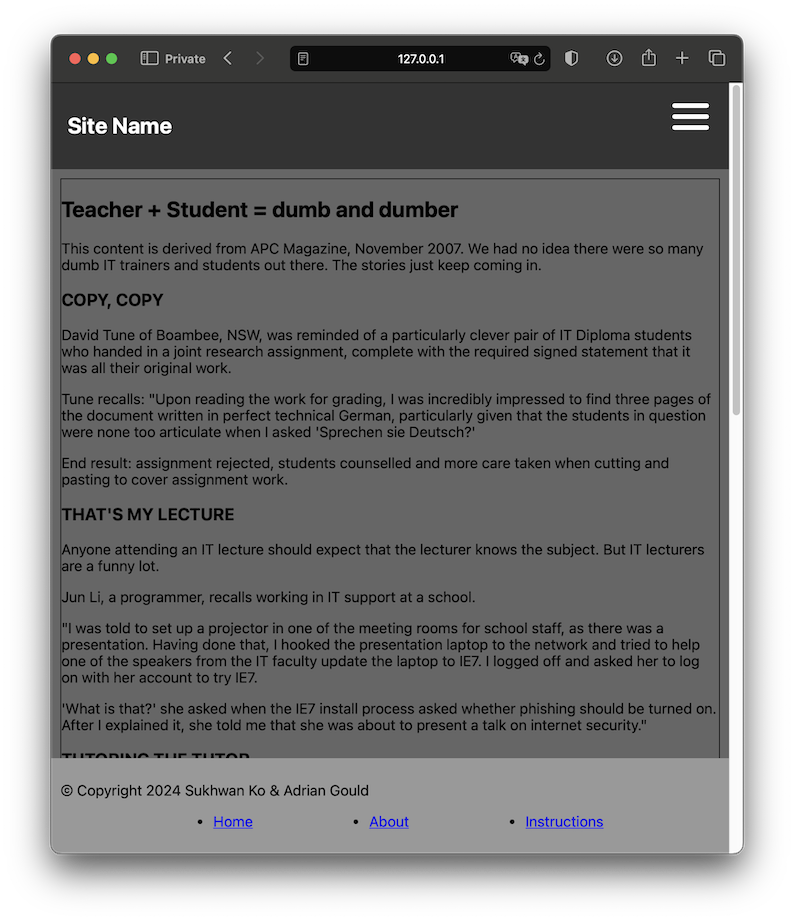 Private
127.0.0.1
Site Name
Teacher + Student = dumb and dumber
This content is derived from APC Magazine, November 2007. We had no idea there were so many
dumb IT trainers and students out there. The stories just keep coming in.
COPY, COPY
David Tune of Boambee, NSW, was reminded of a particularly clever pair of IT Diploma students
who handed in a joint research assignment, complete with the required signed statement that it
was all their original work.
Tune recalls: "Upon reading the work for grading, I was incredibly impressed to find three pages of
the document written in perfect technical German, particularly given that the students in question
were none too articulate when I asked 'Sprechen sie Deutsch?'
End result: assignment rejected, students counselled and more care taken when cutting and
pasting to cover assignment work.
THAT'S MY LECTURE
Anyone attending an IT lecture should expect that the lecturer knows the subject. But IT lecturers
are a funny lot.
Jun Li, a programmer, recalls working in IT support at a school.
"I was told to set up a projector in one of the meeting rooms for school staff, as there was a
presentation. Having done that, I hooked the presentation laptop to the network and tried to help
one of the speakers from the IT faculty update the laptop to IE7. I logged off and asked her to log
on with her account to try IE7.
'What is that?' she asked when the IE7 install process asked whether phishing should be turned on.
After I explained it, she told me that she was about to present a talk on internet security."
TUTORING THE TUTOR
© Copyright 2024 Sukhwan Ko & Adrian Gould
• Home • About • Instructions